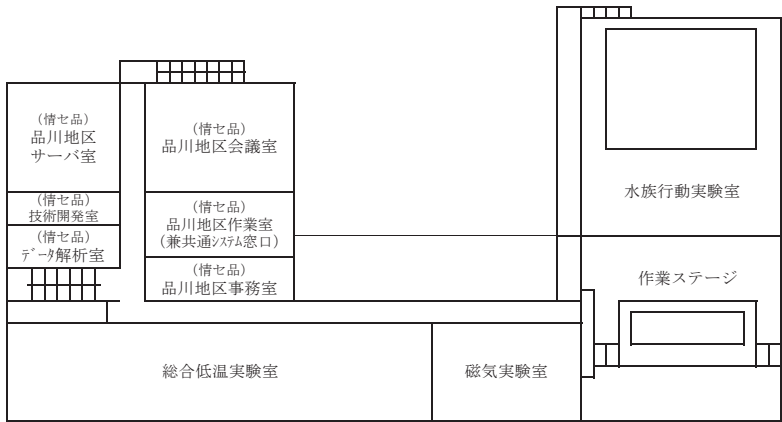 (情セ品)
品川地区
サーバ室
(情セ品)
技術開発室
(情セ品)
データ解析室
(情セ品)
品川地区会議室
(情セ品)
品川地区作業室
(兼共通システム窓口)
(情セ品)
品川地区事務室
水族行動実験室
作業ステージ
総合低温実験室
磁気実験室